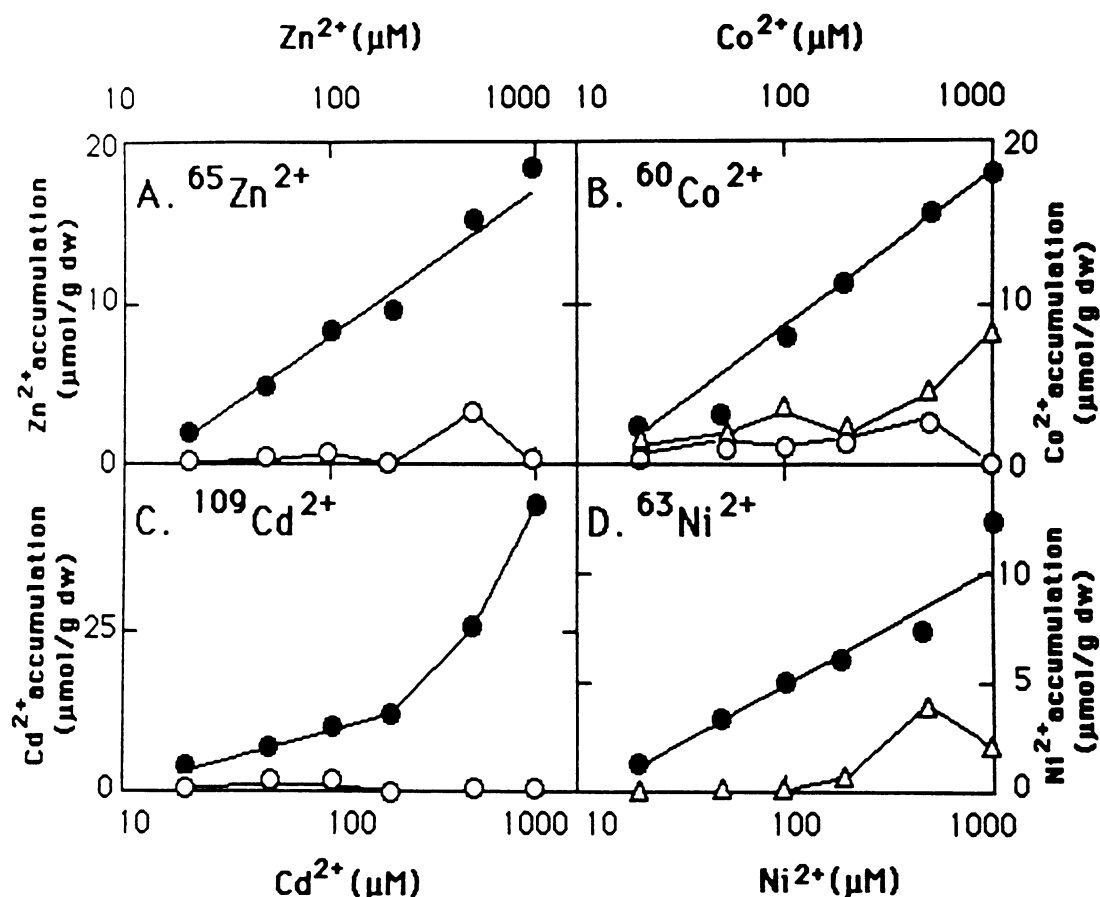 Zn²⁺(µM) Co²⁺(µM)
10 100 1000 10 100 1000
20 20
A. ⁶⁵Zn²⁺ B. ⁶⁰Co²⁺
Zn²⁺accumulation
(µmol/g dw)
10 10
Co²⁺accumulation
(µmol/g dw)
0 0
C. ¹⁰⁹Cd²⁺ D. ⁶³Ni²⁺
Cd²⁺accumulation
(µmol/g dw)
25
10
5
Ni²⁺accumulation
(µmol/g dw)
0 0
10 100 1000 10 100 1000
Cd²⁺(µM) Ni²⁺(µM)